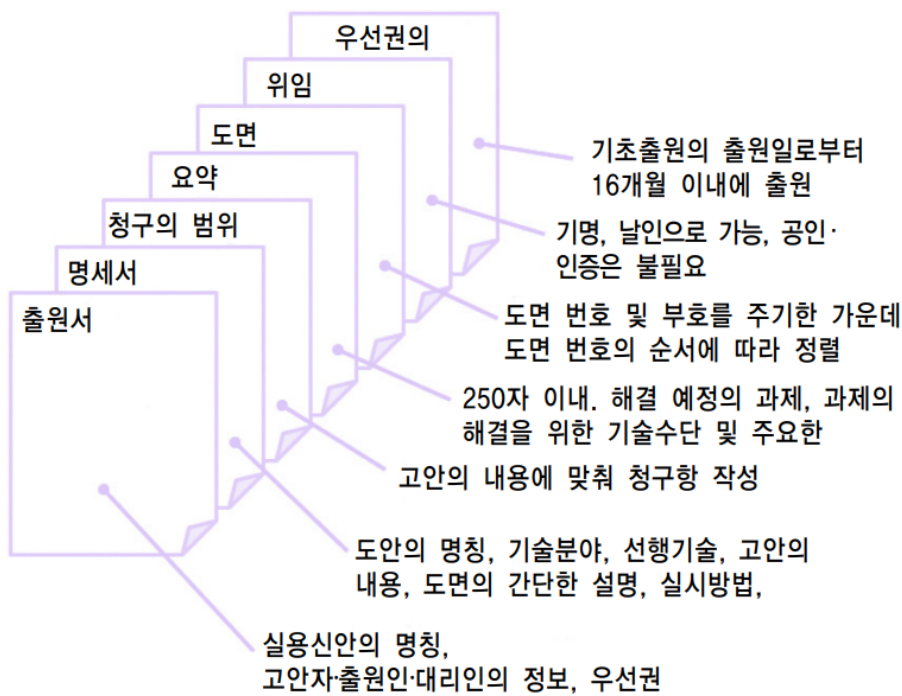 우선권의
위임
도면
요약
청구의 범위
명세서
출원서
기초출원의 출원일로부터
16개월 이내에 출원
기명, 날인으로 가능, 공인·
인증은 불필요
도면 번호 및 부호를 주기한 가운데
도면 번호의 순서에 따라 정렬
250자 이내. 해결 예정의 과제, 과제의
해결을 위한 기술수단 및 주요한
고안의 내용에 맞춰 청구항 작성
도안의 명칭, 기술분야, 선행기술, 고안의
내용, 도면의 간단한 설명, 실시방법,
실용신안의 명칭,
고안자·출원인·대리인의 정보, 우선권